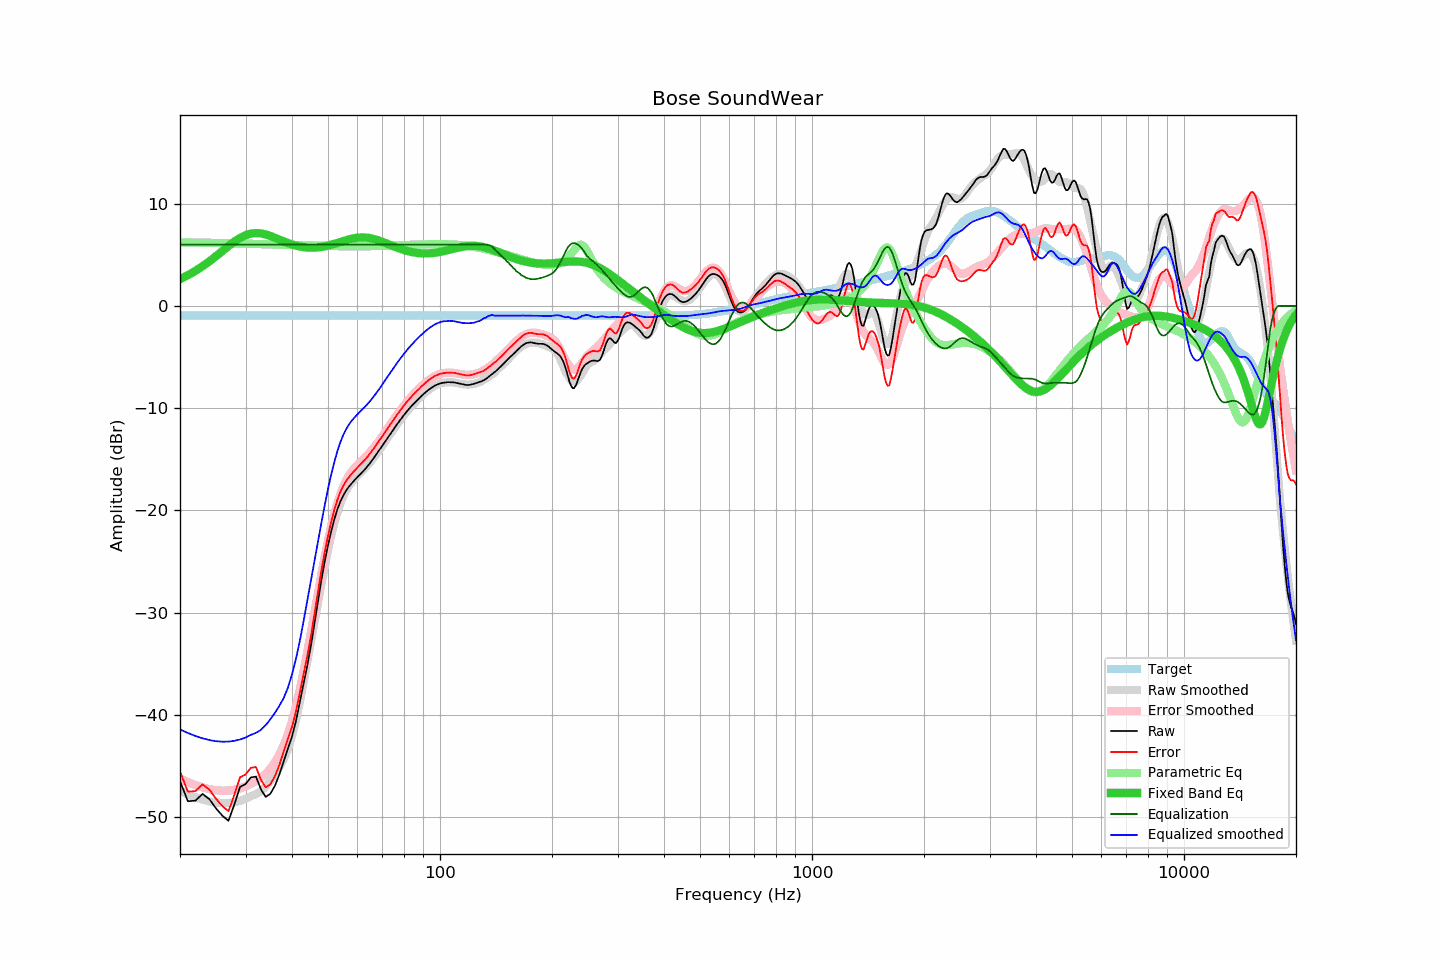 Bose SoundWear
Amplitude (dBr)
10
0
−10
−20
−30
−40
−50
Target
Raw Smoothed
Error Smoothed
Raw
Error
Parametric Eq
Fixed Band Eq
Equalization
Equalized smoothed
100
1000
10000
Frequency (Hz)